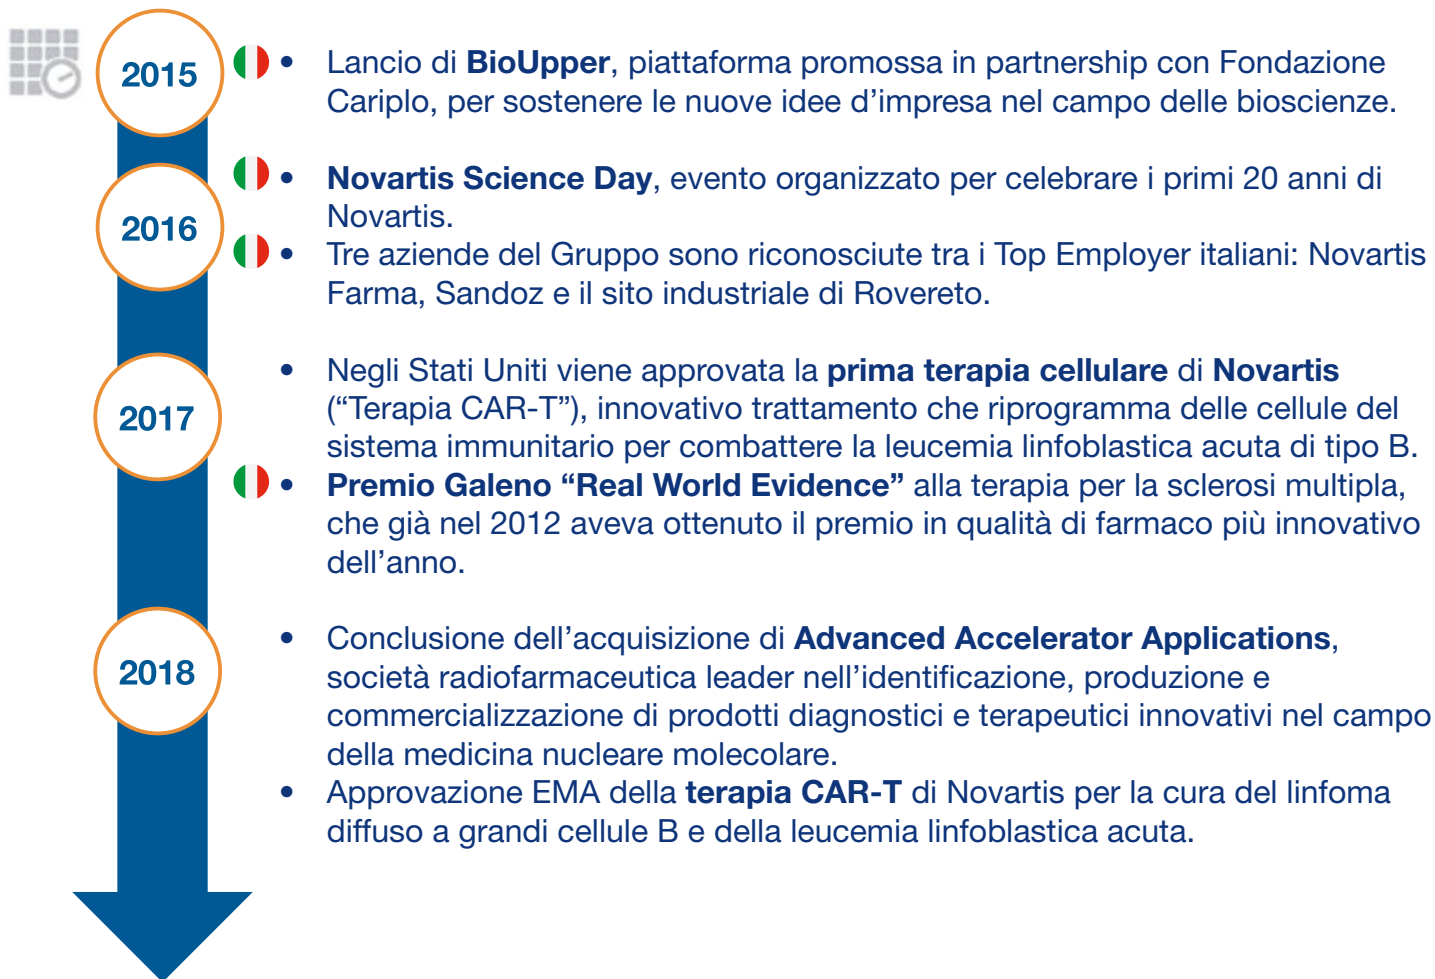 2015
• Lancio di BioUpper, piattaforma promossa in partnership con Fondazione
Cariplo, per sostenere le nuove idee d’impresa nel campo delle bioscienze.
2016
• Novartis Science Day, evento organizzato per celebrare i primi 20 anni di
Novartis.
• Tre aziende del Gruppo sono riconosciute tra i Top Employer italiani: Novartis
Farma, Sandoz e il sito industriale di Rovereto.
2017
• Negli Stati Uniti viene approvata la prima terapia cellulare di Novartis
(“Terapia CAR-T”), innovativo trattamento che riprogramma delle cellule del
sistema immunitario per combattere la leucemia linfoblastica acuta di tipo B.
• Premio Galeno “Real World Evidence” alla terapia per la sclerosi multipla,
che già nel 2012 aveva ottenuto il premio in qualità di farmaco più innovativo
dell’anno.
2018
• Conclusione dell’acquisizione di Advanced Accelerator Applications,
società radiofarmaceutica leader nell’identificazione, produzione e
commercializzazione di prodotti diagnostici e terapeutici innovativi nel campo
della medicina nucleare molecolare.
• Approvazione EMA della terapia CAR-T di Novartis per la cura del linfoma
diffuso a grandi cellule B e della leucemia linfoblastica acuta.